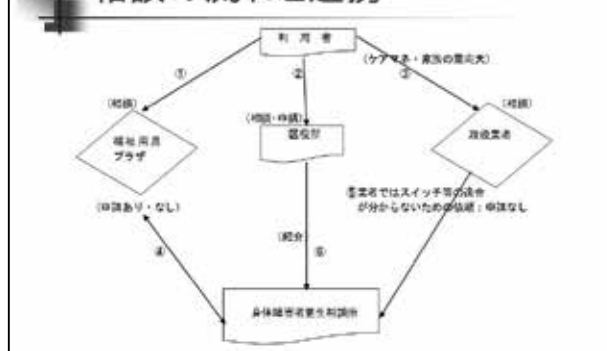 利 用 者
(ケアマネ・家族の意向大)
①
②
③
(相談)
(相談・申請)
(相談)
福祉用具
プラザ
区役所
政使業者
(申請あり・なし)
⑤業者ではスイッチ等の適合
が分からないための依頼:申請なし
④
(紹介)
⑥
身体障害者更生相談所